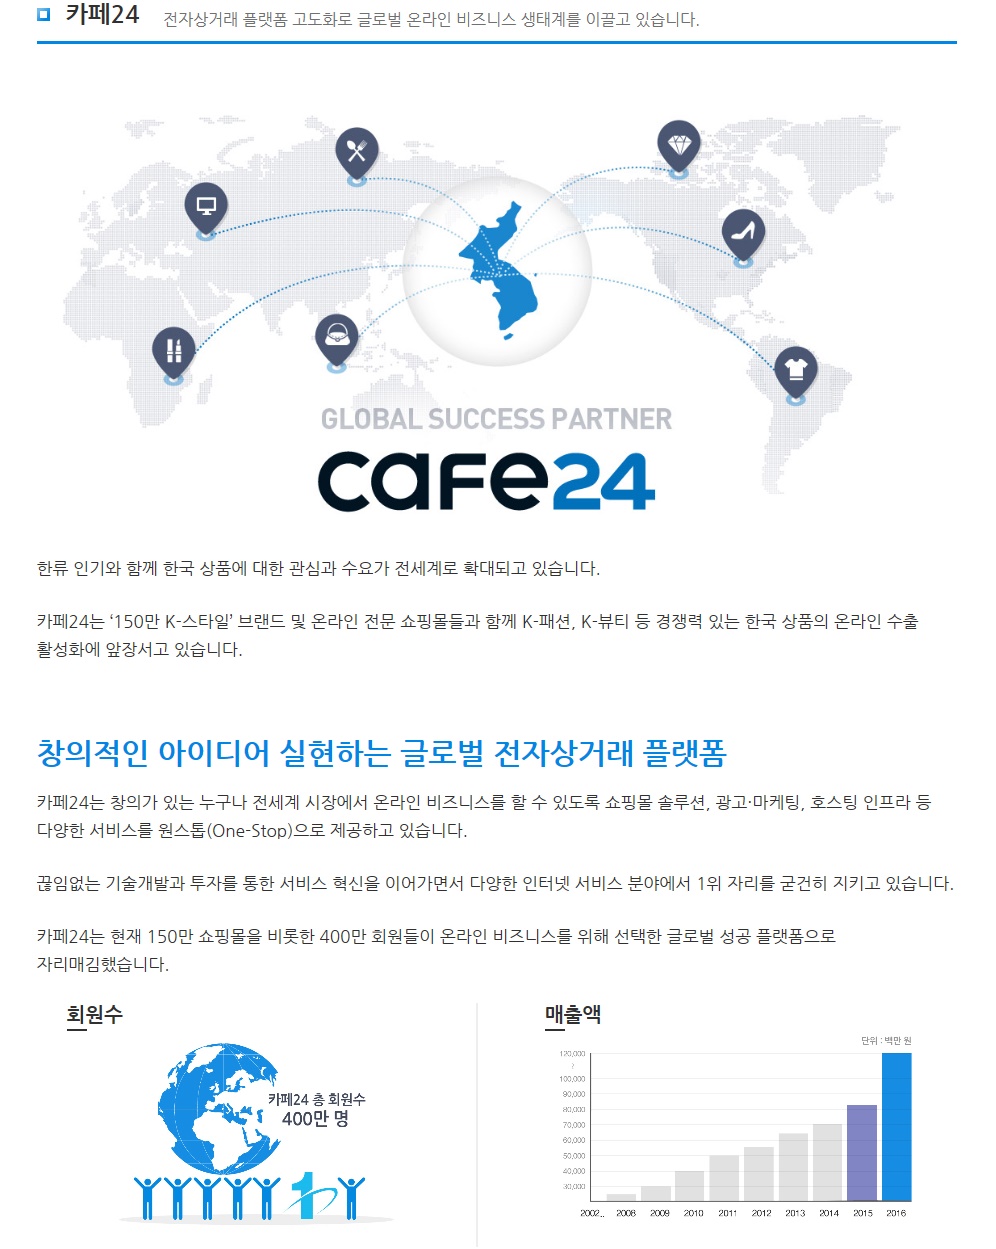 카페24 전자상거래 플랫폼 고도화로 글로벌 온라인 비즈니스 생태계를 이끌고 있습니다.
GLOBAL SUCCESS PARTNER
cafe24
한류 인기와 함께 한국 상품에 대한 관심과 수요가 전세계로 확대되고 있습니다.
카페24는 ‘150만 K-스타일’ 브랜드 및 온라인 전문 쇼핑몰들과 함께 K-패션, K-뷰티 등 경쟁력 있는 한국 상품의 온라인 수출
활성화에 앞장서고 있습니다.
창의적인 아이디어 실현하는 글로벌 전자상거래 플랫폼
카페24는 창의가 있는 누구나 전세계 시장에서 온라인 비즈니스를 할 수 있도록 쇼핑몰 솔루션, 광고·마케팅, 호스팅 인프라 등
다양한 서비스를 원스톱(One-Stop)으로 제공하고 있습니다.
끊임없는 기술개발과 투자를 통한 서비스 혁신을 이어가면서 다양한 인터넷 서비스 분야에서 1위 자리를 굳건히 지키고 있습니다.
카페24는 현재 150만 쇼핑몰을 비롯한 400만 회원들이 온라인 비즈니스를 위해 선택한 글로벌 성공 플랫폼으로
자리매김했습니다.
회원수
카페24 총 회원수
400만 명
1
매출액
단위 : 백만 원
120,000
~
100,000
90,000
80,000
70,000
60,000
50,000
40,000
30,000
2002.. 2008 2009 2010 2011 2012 2013 2014 2015 2016